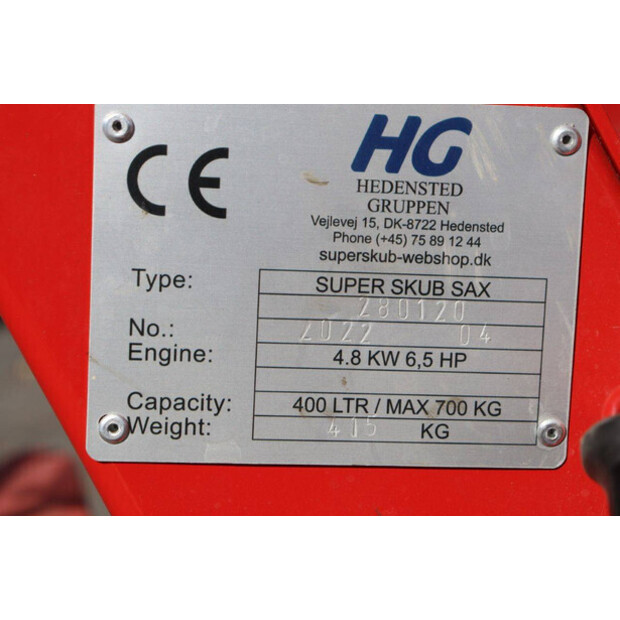 CE
HG
HEDENSTED
GRUPPEN
Vejlevej 15, DK-8722 Hedensted
Phone (+45) 75 89 12 44
superskub-webshop.dk
Type: SUPER SKUB SAX
280120
No.: 2022 04
Engine: 4.8 KW 6,5 HP
Capacity: 400 LTR / MAX 700 KG
Weight: 415 KG